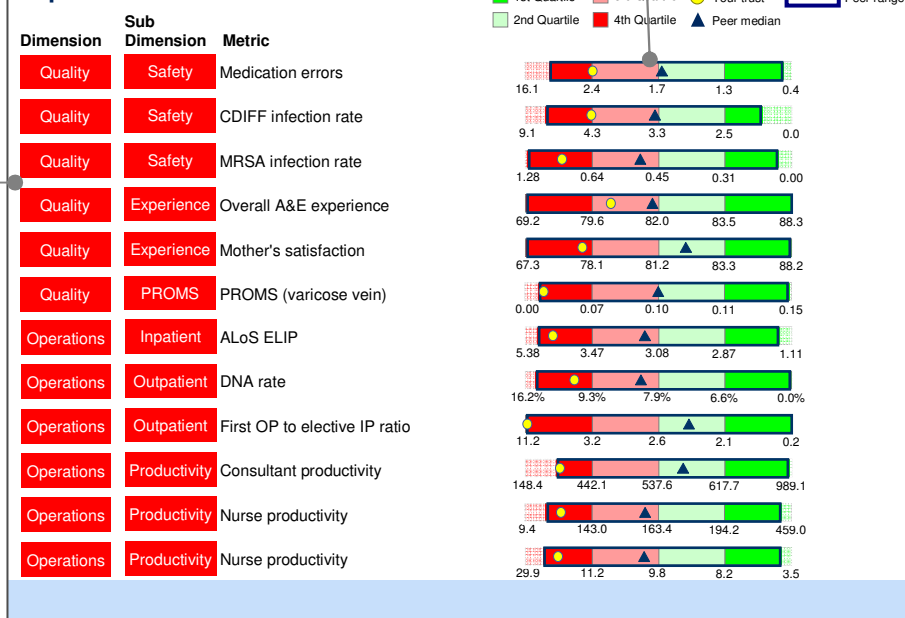 2nd Quartile 4th Quartile Peer median
Sub
Dimension Dimension Metric
Quality Safety Medication errors
16.1 2.4 1.7 1.3 0.4
Quality Safety CDIFF infection rate
9.1 4.3 3.3 2.5 0.0
Quality Safety MRSA infection rate
1.28 0.64 0.45 0.31 0.00
Quality Experience Overall A&E experience
69.2 79.6 82.0 83.5 88.3
Quality Experience Mother's satisfaction
67.3 78.1 81.2 83.3 88.2
Quality PROMS PROMS (varicose vein)
0.00 0.07 0.10 0.11 0.15
Operations Inpatient ALoS ELIP
5.38 3.47 3.08 2.87 1.11
Operations Outpatient DNA rate
16.2% 9.3% 7.9% 6.6% 0.0%
Operations Outpatient First OP to elective IP ratio
11.2 3.2 2.6 2.1 0.2
Operations Productivity Consultant productivity
148.4 442.1 537.6 617.7 989.1
Operations Productivity Nurse productivity
9.4 143.0 163.4 194.2 459.0
Operations Productivity Nurse productivity
29.9 11.2 9.8 8.2 3.5